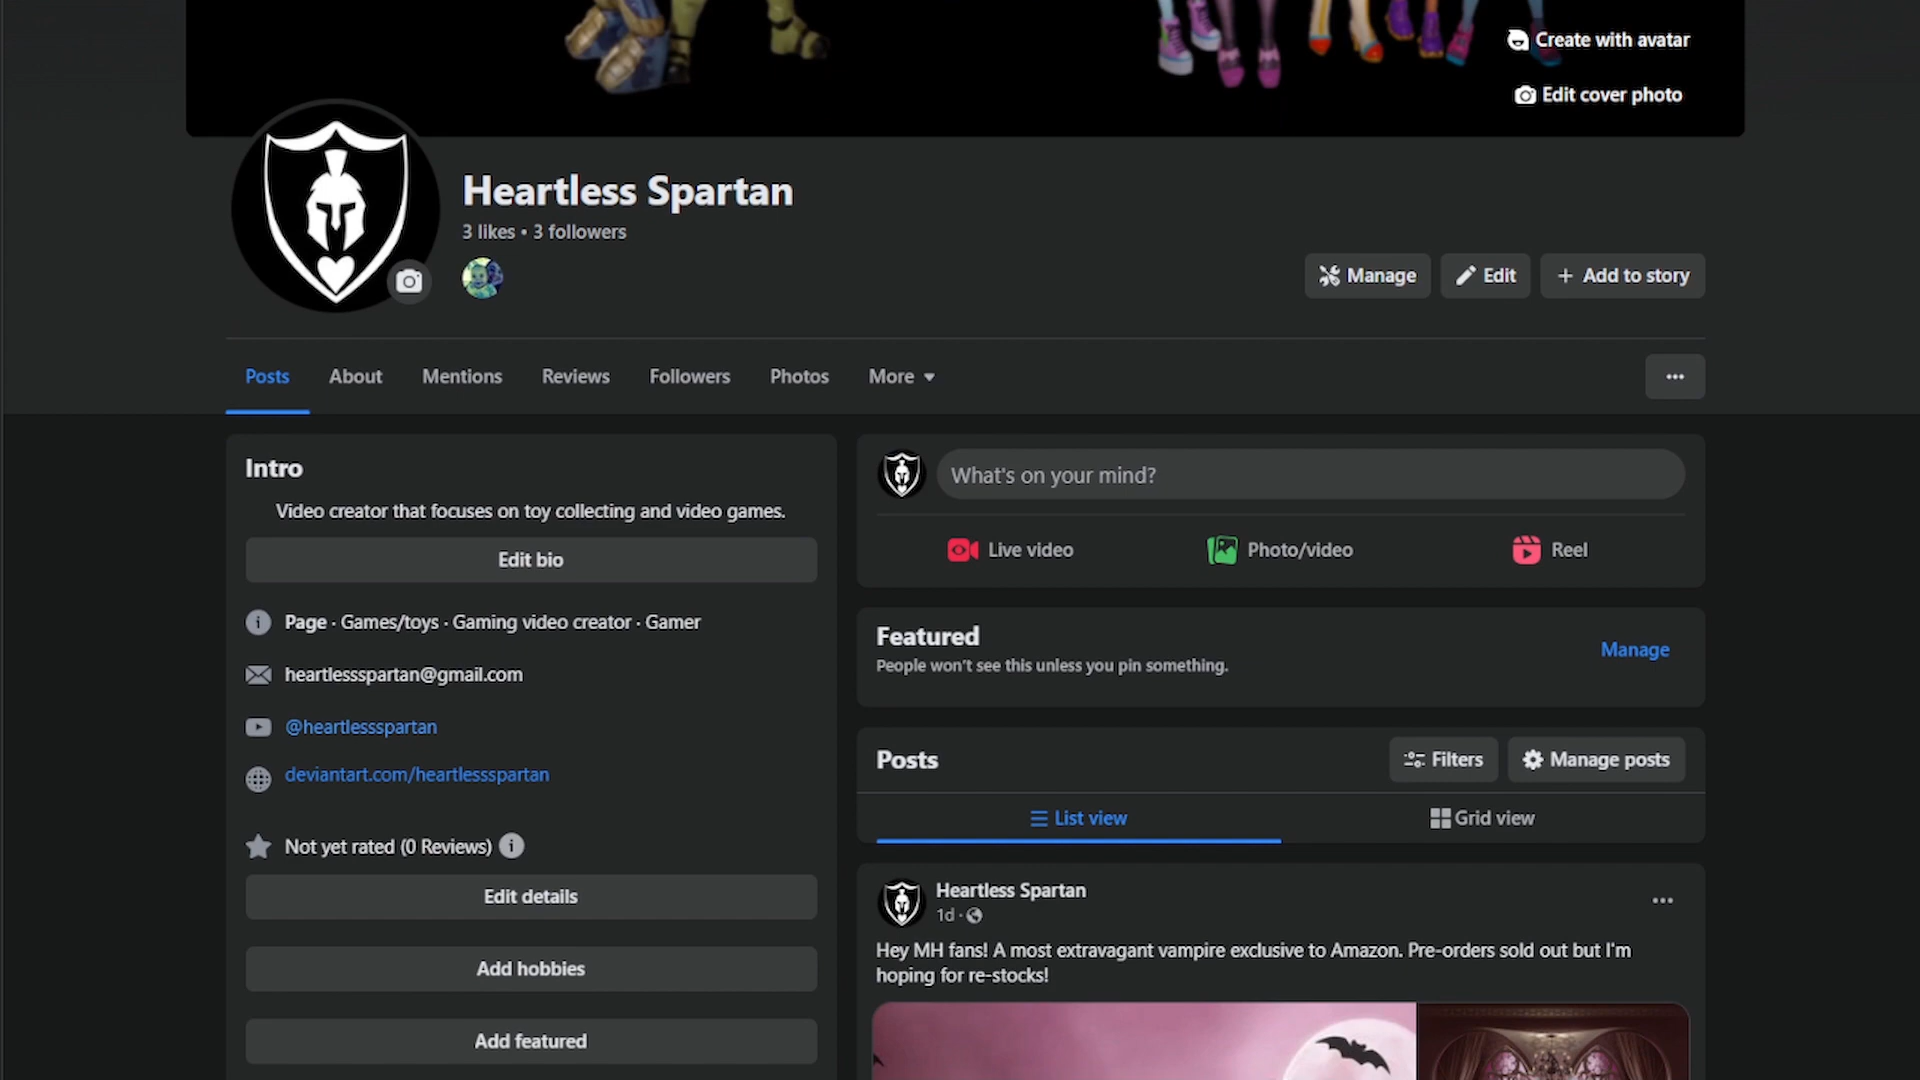 Create with avatar
Edit cover photo
Heartless Spartan
3 likes • 3 followers
Manage
Edit
+ Add to story
Posts
About
Mentions
Reviews
Followers
Photos
More
Intro
Video creator that focuses on toy collecting and video games.
Edit bio
Page · Games/toys · Gaming video creator · Gamer
heartlessspartan@gmail.com
@heartlessspartan
deviantart.com/heartlessspartan
Not yet rated (0 Reviews)
Edit details
Add hobbies
Add featured
What's on your mind?
Live video
Photo/video
Reel
Featured
People won't see this unless you pin something.
Manage
Posts
Filters
Manage posts
List view
Grid view
Heartless Spartan
1d ·
Hey MH fans! A most extravagant vampire exclusive to Amazon. Pre-orders sold out but I'm
hoping for re-stocks!